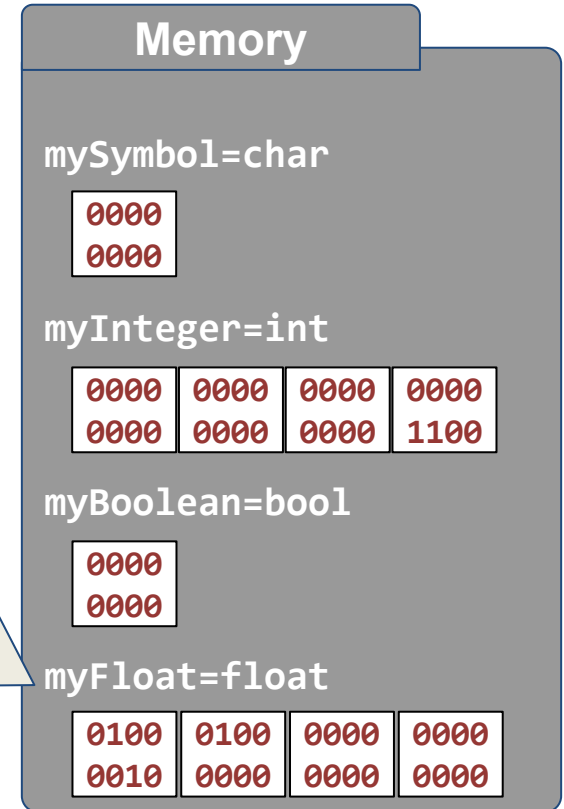 Memory
mySymbol=char
0000
0000
myInteger=int
0000 0000 0000 0000
0000 0000 0000 1100
myBoolean=bool
0000
0000
myFloat=float
0100 0100 0000 0000
0010 0000 0000 0000